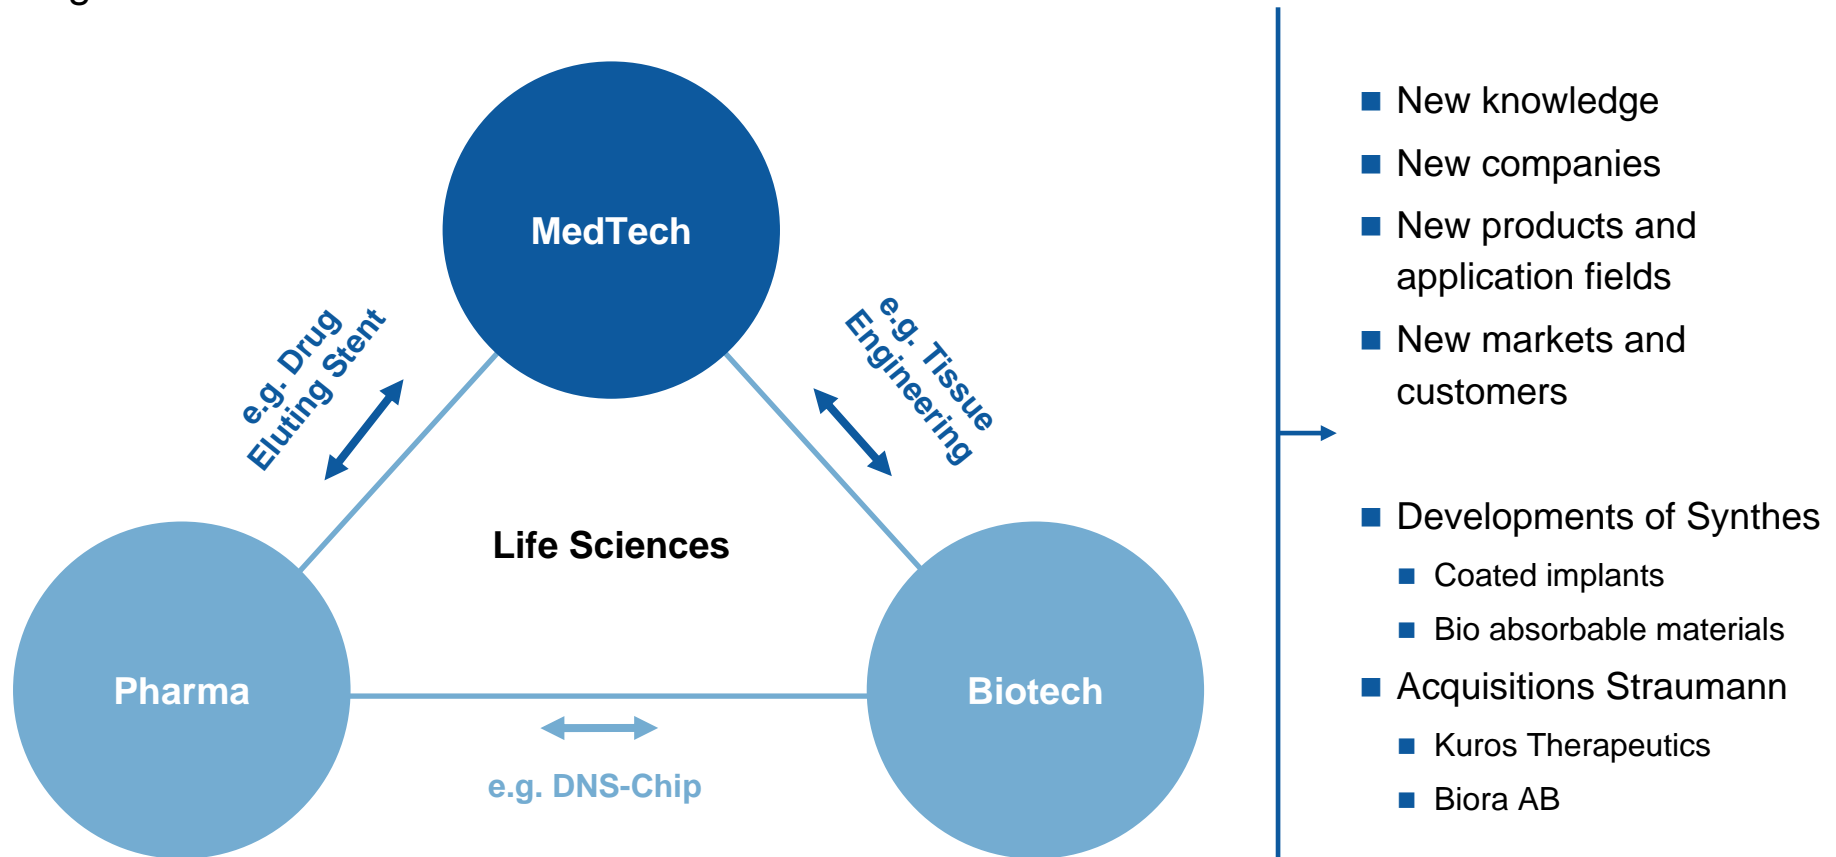 MedTech
e.g. Drug
Eluting Stent
e.g. Tissue
Engineering
Life Sciences
Pharma
Biotech
e.g. DNS-Chip
New knowledge
New companies
New products and
application fields
New markets and
customers
Developments of Synthes
Coated implants
Bio absorbable materials
Acquisitions Straumann
Kuros Therapeutics
Biora AB